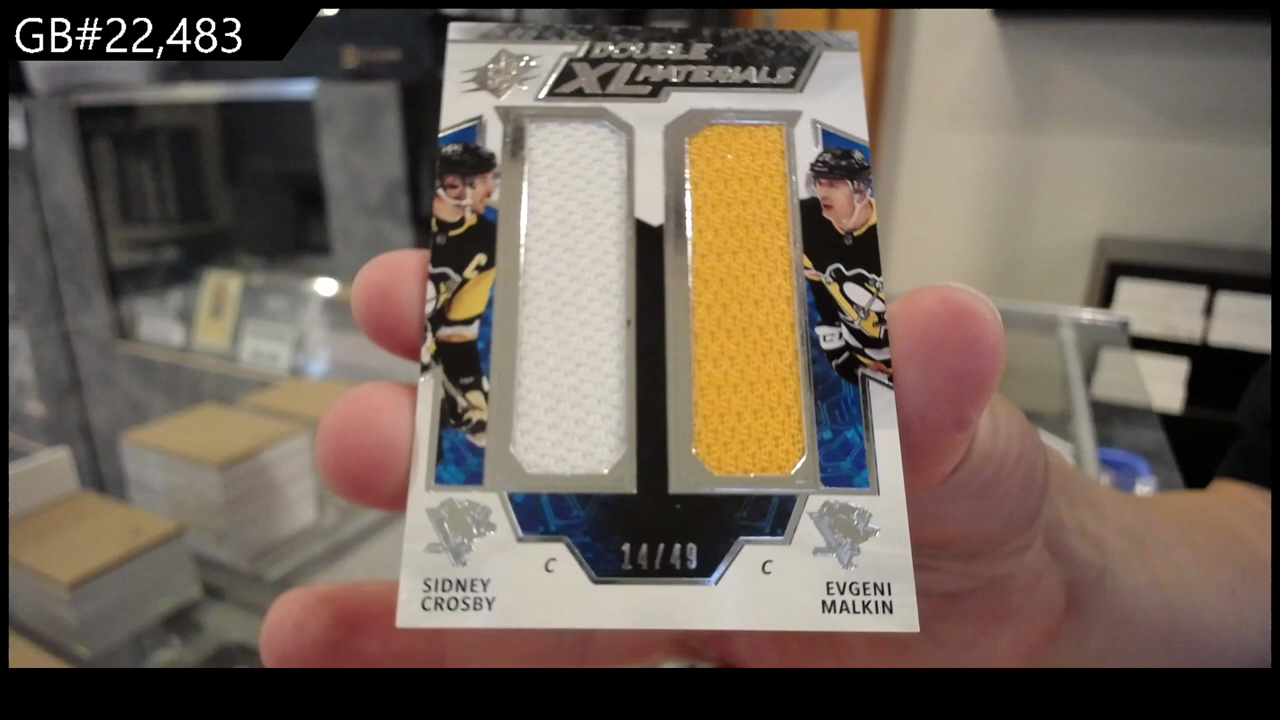 GB#22,483
DOUBLE
XL MATERIALS
C
14/49
C
C
SIDNEY
CROSBY
EVGENI
MALKIN